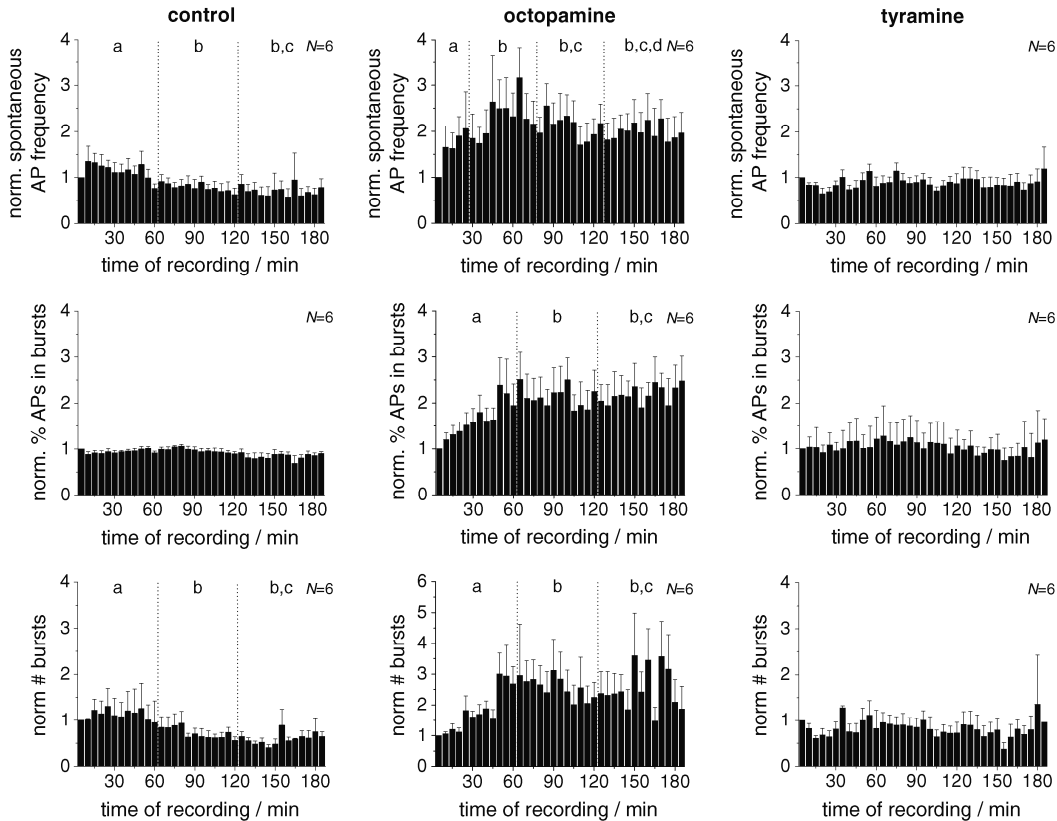 control octopamine tyramine
norm. spontaneous
AP frequency
4
3
2
1
0
a b b,c N=6
30 60 90 120 150 180
time of recording / min
norm. spontaneous
AP frequency
4
3
2
1
0
a b b,c b,c,d N=6
30 60 90 120 150 180
time of recording / min
norm. spontaneous
AP frequency
4
3
2
1
0
N=6
30 60 90 120 150 180
time of recording / min
norm. % APs in bursts
4
3
2
1
0
N=6
30 60 90 120 150 180
time of recording / min
norm. % APs in bursts
4
3
2
1
0
a b b,c N=6
30 60 90 120 150 180
time of recording / min
norm. % APs in bursts
4
3
2
1
0
N=6
30 60 90 120 150 180
time of recording / min
norm # bursts
4
3
2
1
0
a b b,c N=6
30 60 90 120 150 180
time of recording / min
norm # bursts
6
5
4
3
2
1
0
a b b,c N=6
30 60 90 120 150 180
time of recording / min
norm # bursts
4
3
2
1
0
N=6
30 60 90 120 150 180
time of recording / min